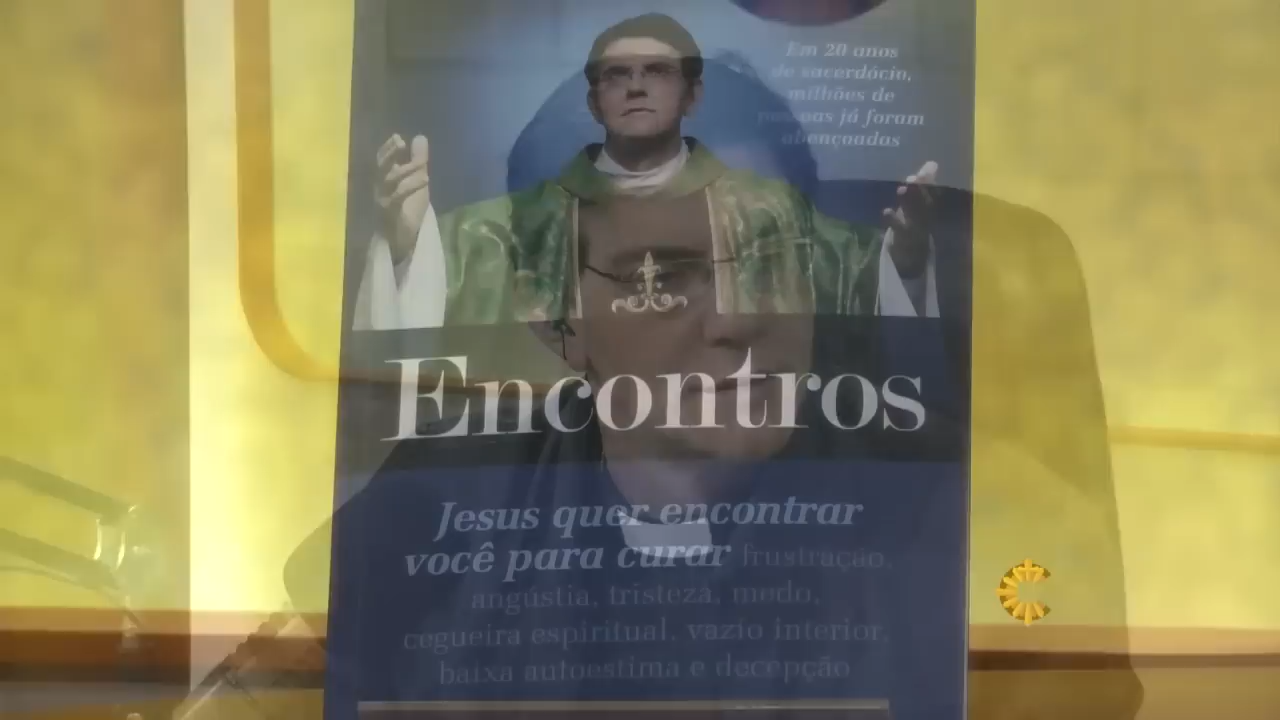 Em 20 anos
de sacerdócio,
milhões de
pessoas já foram
abençoadas
Encontros
Jesus quer encontrar
você para curar frustração,
angústia, tristeza, medo,
cegueira espiritual, vazio interior,
baixa autoestima e decepção